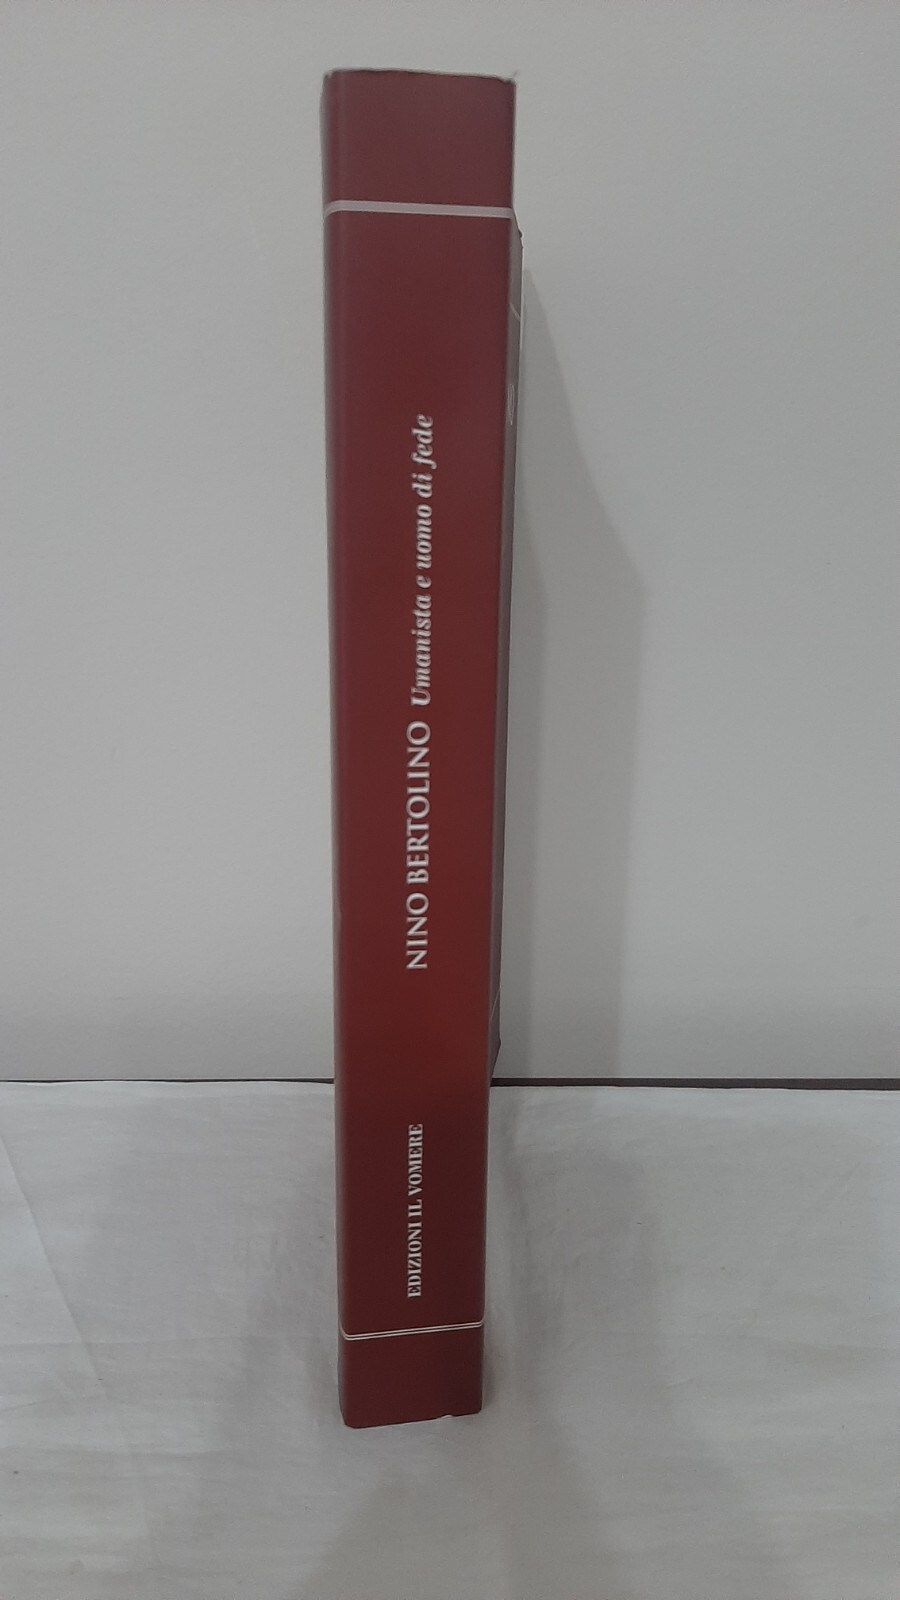 NINO BERTOLINO Umanista e uomo di fede
EDIZIONI IL VOMERE